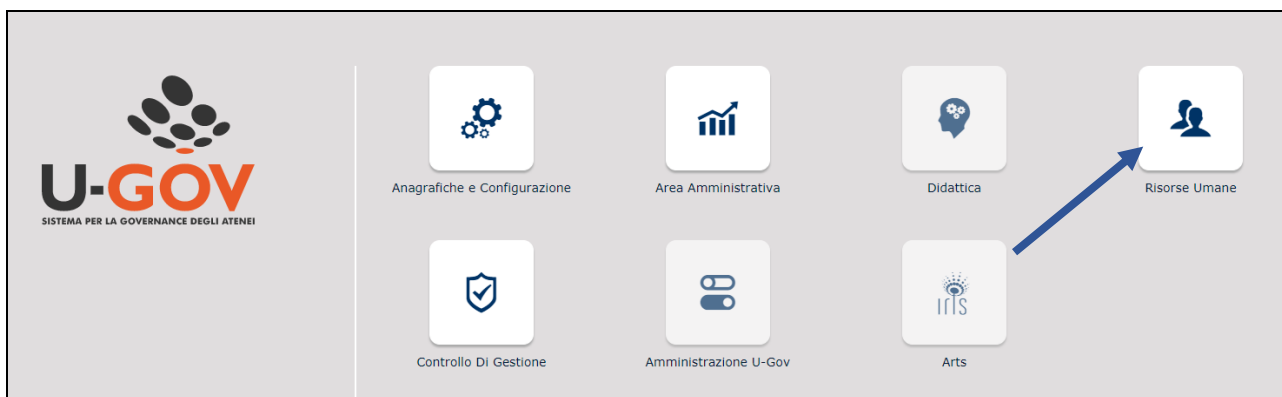 U-GOV
SISTEMA PER LA GOVERNANCE DEGLI ATENEI
Anagrafiche e Configurazione
Area Amministrativa
Didattica
Risorse Umane
IrIS
Controllo Di Gestione
Amministrazione U-Gov
Arts